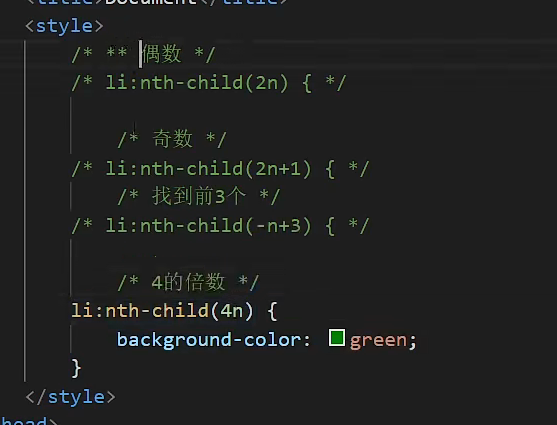 <title>Document</title>
<style>
/* ** 偶数 */
/* li:nth-child(2n) { */
/* 奇数 */
/* li:nth-child(2n+1) { */
/* 找到前3个 */
/* li:nth-child(-n+3) { */
/* 4的倍数 */
li:nth-child(4n) {
background-color: green;
}
</style>
head>